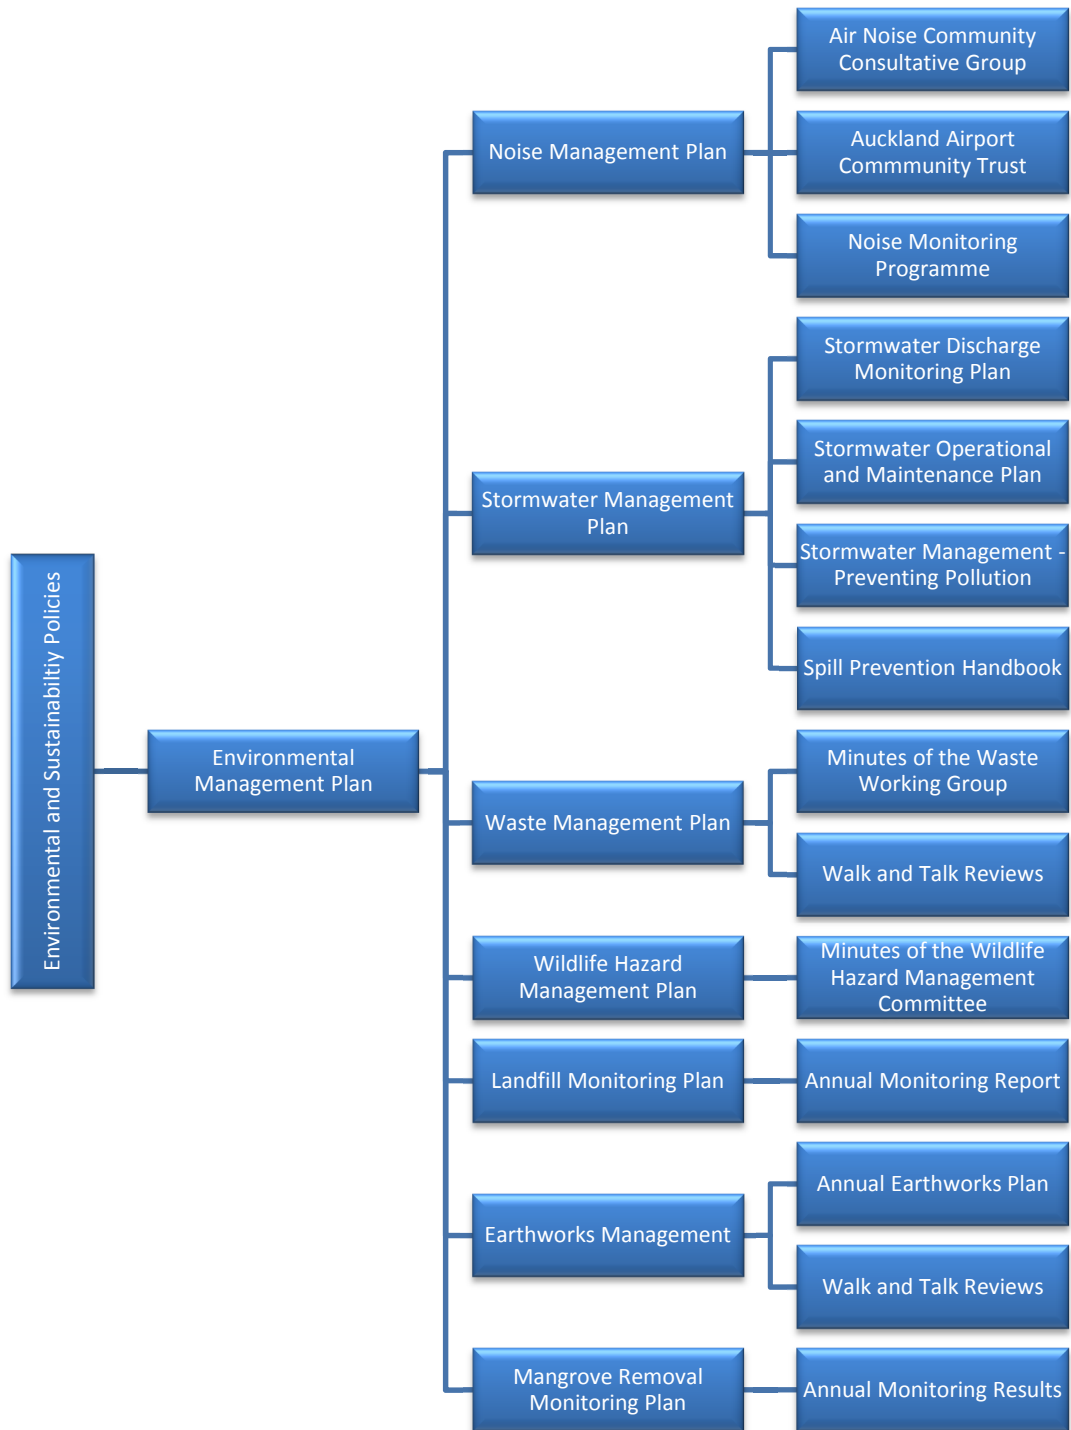 Environmental and Sustainabiltiy Policies
Environmental
Management Plan
Noise Management Plan
Air Noise Community
Consultative Group
Auckland Airport
Commmunity Trust
Noise Monitoring
Programme
Stormwater Management
Plan
Stormwater Discharge
Monitoring Plan
Stormwater Operational
and Maintenance Plan
Stormwater Management -
Preventing Pollution
Spill Prevention Handbook
Waste Management Plan
Minutes of the Waste
Working Group
Walk and Talk Reviews
Wildlife Hazard
Management Plan
Minutes of the Wildlife
Hazard Management
Committee
Landfill Monitoring Plan
Annual Monitoring Report
Earthworks Management
Annual Earthworks Plan
Walk and Talk Reviews
Mangrove Removal
Monitoring Plan
Annual Monitoring Results